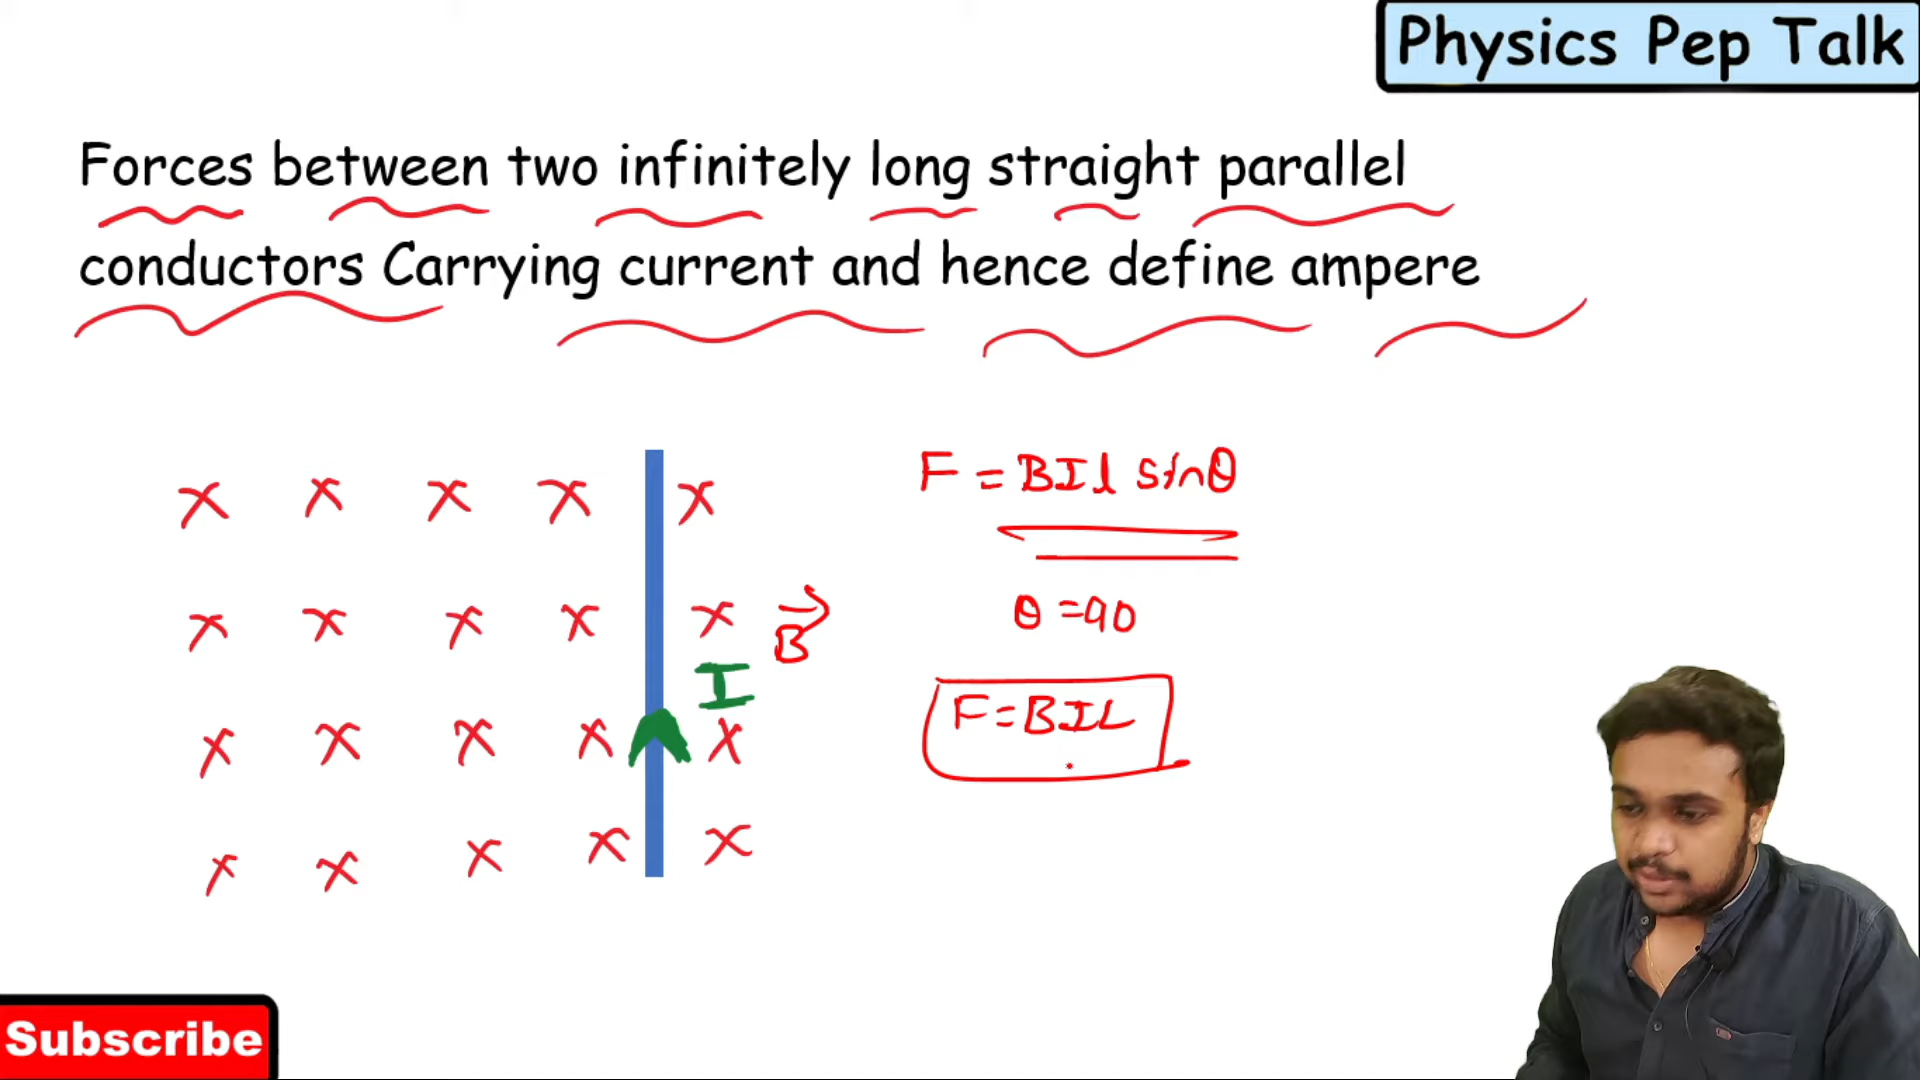 Physics Pep Talk
Forces between two infinitely long straight parallel
conductors Carrying current and hence define ampere
x x x x x
F = BIl sinθ
x x x x x B
θ = 90
I
F = BIL
x x x x x
x x x x x
Subscribe